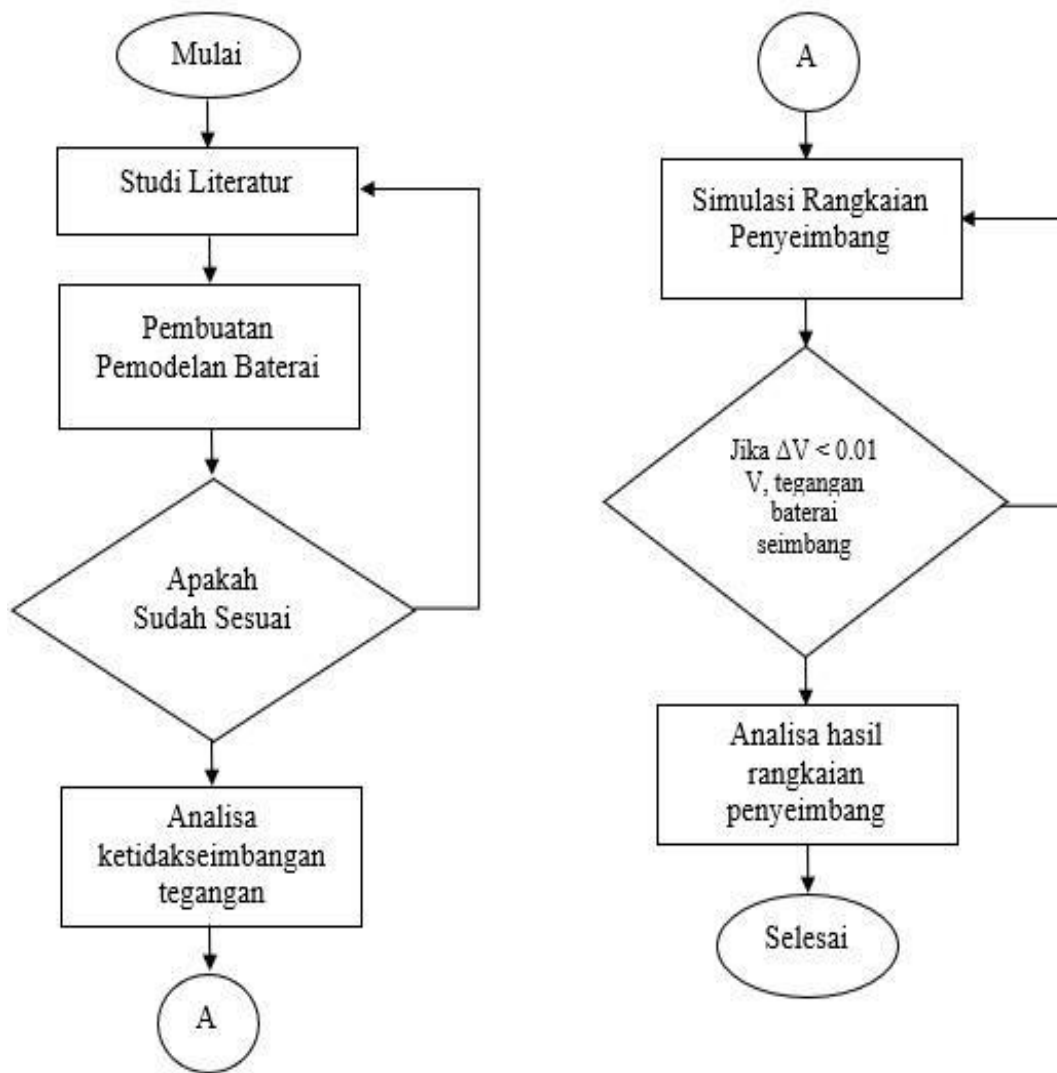 Mulai
Studi Literatur
Pembuatan
Pemodelan Baterai
Apakah
Sudah Sesuai
Analisa
ketidakseimbangan
tegangan
A
A
Simulasi Rangkaian
Penyeimbang
Jika ΔV < 0.01
V, tegangan
baterai
seimbang
Analisa hasil
rangkaian
penyeimbang
Selesai